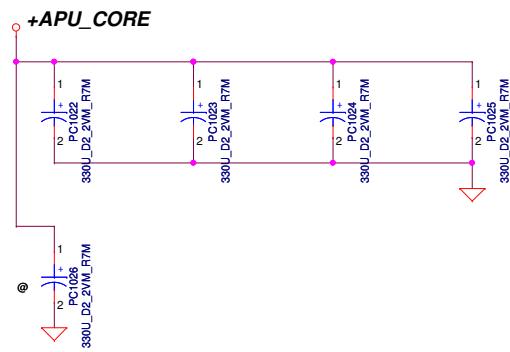 +APU_CORE
1
+
2
PC1022
330U_D2_2VM_R7M
1
+
2
PC1023
330U_D2_2VM_R7M
1
+
2
PC1024
330U_D2_2VM_R7M
1
+
2
PC1025
330U_D2_2VM_R7M
@
1
+
2
PC1026
330U_D2_2VM_R7M